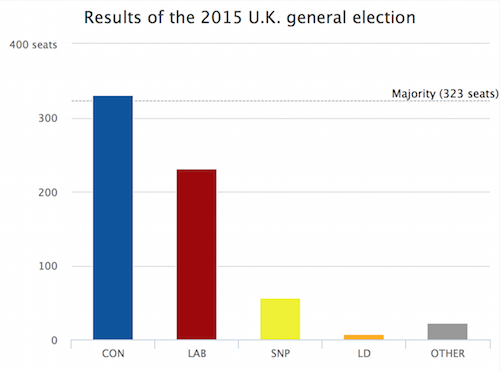 Results of the 2015 U.K. general election
400 seats
Majority (323 seats)
300
200
100
0
CON LAB SNP LD OTHER